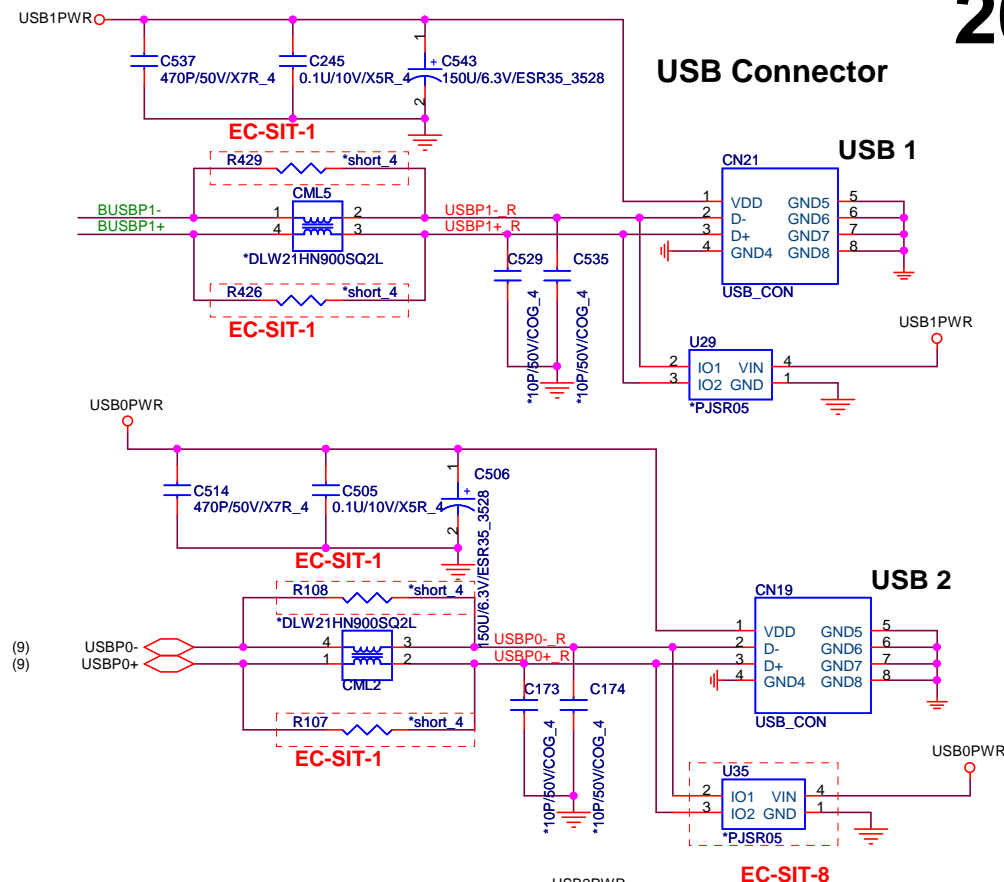 20
USB1PWR
C537
470P/50V/X7R_4
C245
0.1U/10V/X5R_4
1
+
C543
150U/6.3V/ESR35_3528
2
USB Connector
EC-SIT-1
R429
*short_4
USB 1
CN21
CML5
BUSBP1-
BUSBP1+
1
2
4
3
USBP1-_R
USBP1+_R
*DLW21HN900SQ2L
1 VDD GND5 5
2 D- GND6 6
3 D+ GND7 7
4 GND4 GND8 8
USB_CON
R426
*short_4
EC-SIT-1
C529
*10P/50V/COG_4
C535
*10P/50V/COG_4
USB1PWR
U29
2 IO1 VIN 4
3 IO2 GND 1
*PJSR05
USB0PWR
C514
470P/50V/X7R_4
C505
0.1U/10V/X5R_4
1
+
C506
150U/6.3V/ESR35_3528
2
EC-SIT-1
R108
*short_4
USB 2
CN19
*DLW21HN900SQ2L
(9) USBP0-
(9) USBP0+
4
3
1
2
CML2
USBP0-_R
USBP0+_R
1 VDD GND5 5
2 D- GND6 6
3 D+ GND7 7
4 GND4 GND8 8
USB_CON
R107
*short_4
EC-SIT-1
C173
*10P/50V/COG_4
C174
*10P/50V/COG_4
USB0PWR
U35
2 IO1 VIN 4
3 IO2 GND 1
*PJSR05
EC-SIT-8